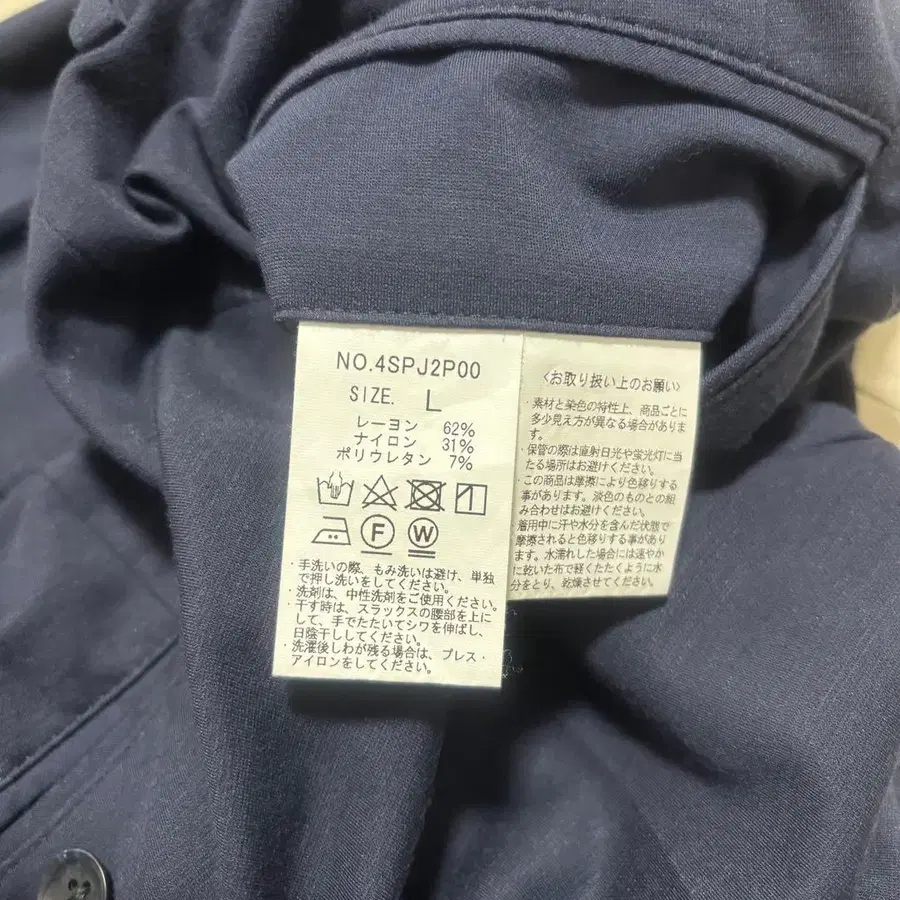 NO.4SPJ2P00
SIZE. L
レーヨン 62%
ナイロン 31%
ポリウレタン 7%
F W
・手洗いの際、もみ洗いは避け、単独
で押し洗いをしてください。
・洗剤は、中性洗剤をご使用ください。
・干す時は、スラックスの腰部を上に
して、手でたたいてシワを伸ばし、
日陰干ししてください。
・洗濯後しわが残る場合は、プレス・
アイロンをしてください。
〈お取り扱い上のお願い〉
・素材と染色の特性上、商品ごとに
多少見え方が異なる場合がありま
す。
・保管の際は直射日光や蛍光灯に当
たる場所はお避けください。
・この商品は摩擦により色移りする
事があります。淡色のものとの組
み合わせはお避けください。
・着用中に汗や水分を含んだ状態で
摩擦されると色移りする事があり
ます。水濡れした場合には速やか
に乾いた布で軽くたたくように水
分をとり、乾燥させてください。